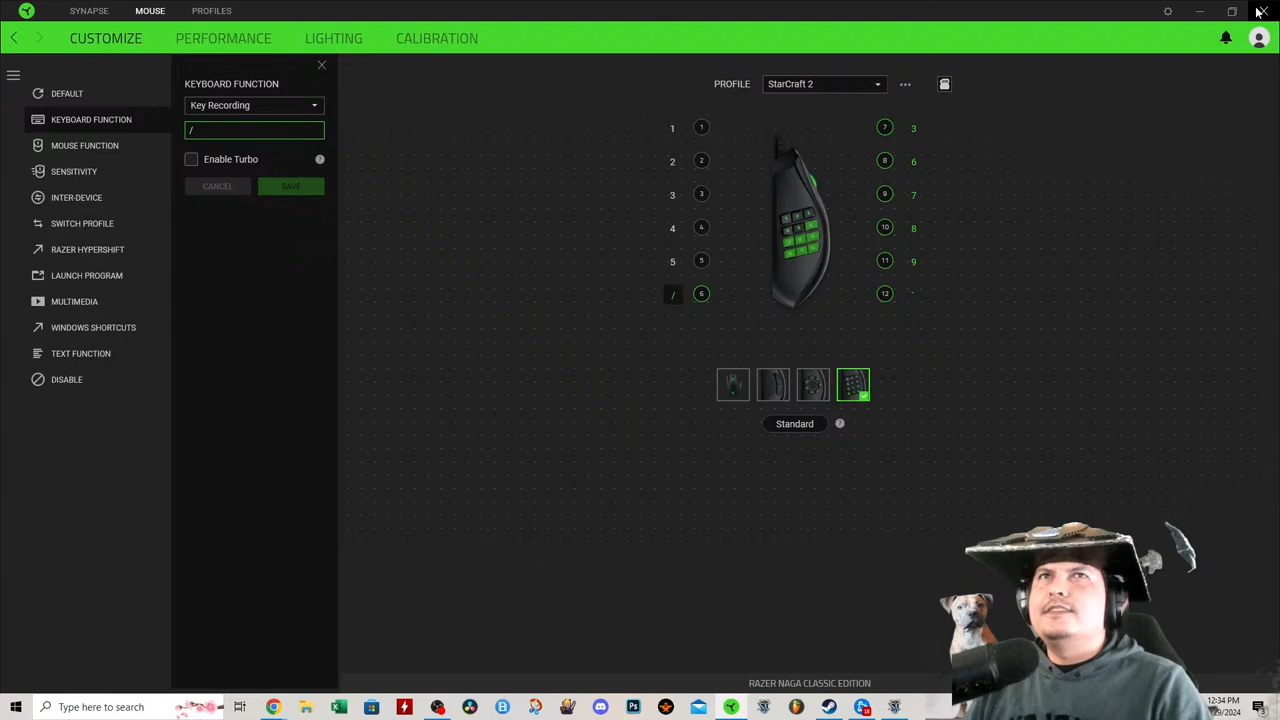 SYNAPSE MOUSE PROFILES
CUSTOMIZE PERFORMANCE LIGHTING CALIBRATION
DEFAULT
KEYBOARD FUNCTION
MOUSE FUNCTION
SENSITIVITY
INTER-DEVICE
SWITCH PROFILE
RAZER HYPERSHIFT
LAUNCH PROGRAM
MULTIMEDIA
WINDOWS SHORTCUTS
TEXT FUNCTION
DISABLE
KEYBOARD FUNCTION
Key Recording
/
Enable Turbo ?
CANCEL SAVE
PROFILE StarCraft 2 •••
1 1 7 3
2 2 8 6
3 3 9 7
4 4 10 8
5 5 11 9
/ 6 12
Standard ?
RAZER NAGA CLASSIC EDITION
Type here to search
12:34 PM
/29/2024